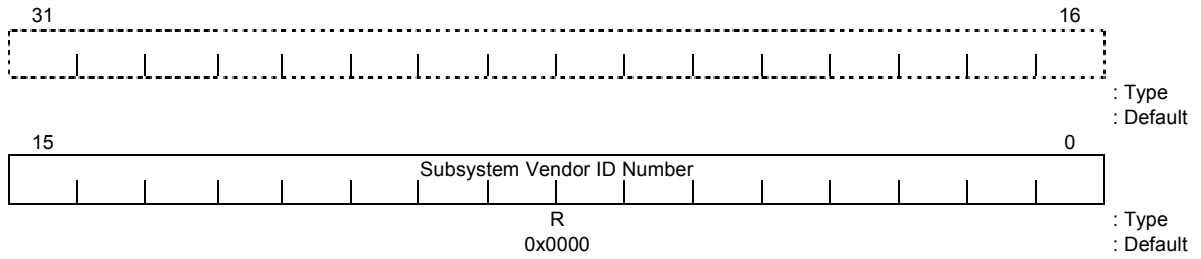 31 16
: Type
: Default
15 0
Subsystem Vendor ID Number
R : Type
0x0000 : Default